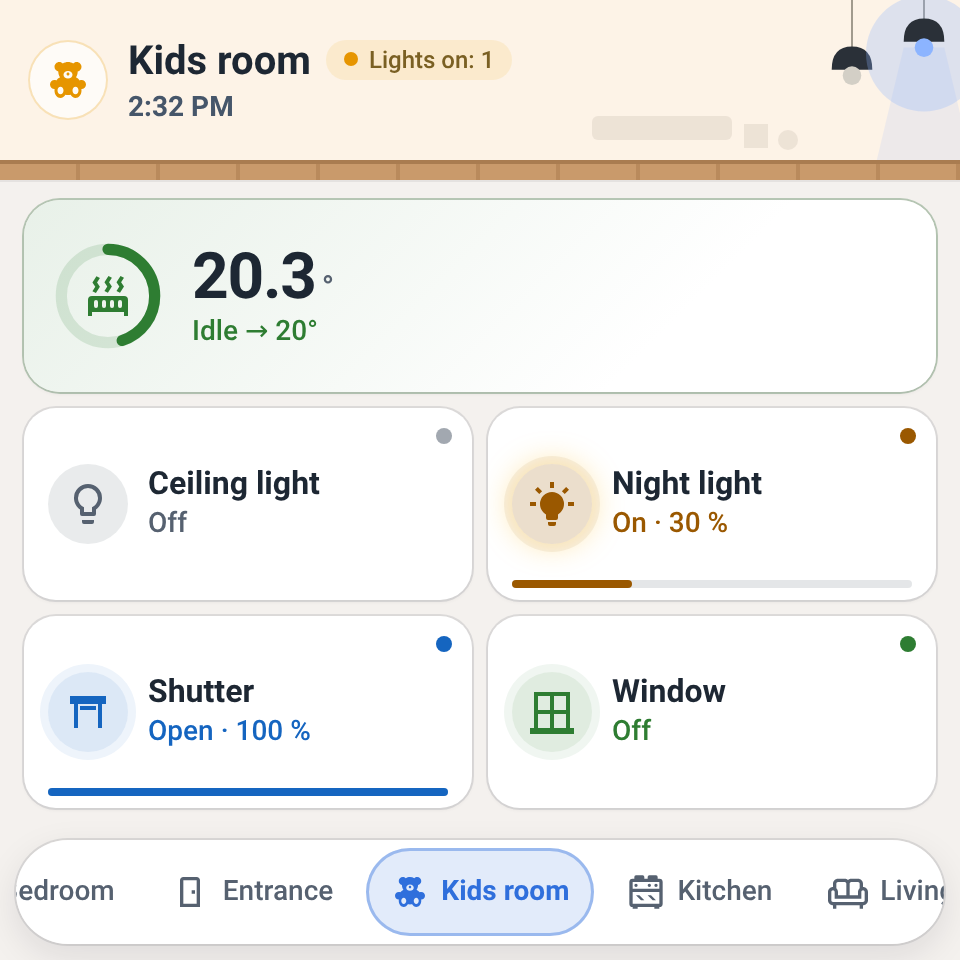 Kids room
Lights on: 1
2:32 PM
20.3°
Idle → 20°
Ceiling light
Off
Night light
On · 30 %
Shutter
Open · 100 %
Window
Off
edroom
Entrance
Kids room
Kitchen
Living